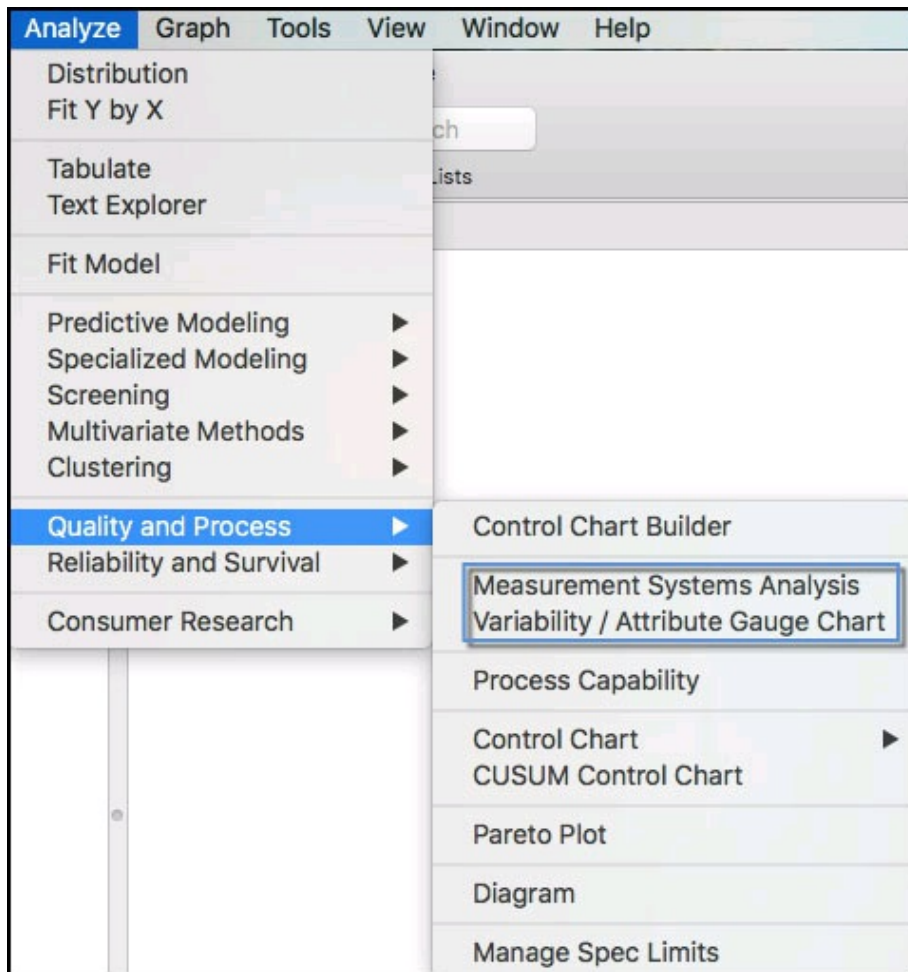 Analyze Graph Tools View Window Help
Distribution
Fit Y by X
ch
Tabulate
Lists
Text Explorer
Fit Model
Predictive Modeling
Specialized Modeling
Screening
Multivariate Methods
Clustering
Quality and Process
Reliability and Survival
Consumer Research
Control Chart Builder
Measurement Systems Analysis
Variability / Attribute Gauge Chart
Process Capability
Control Chart
CUSUM Control Chart
Pareto Plot
Diagram
Manage Spec Limits